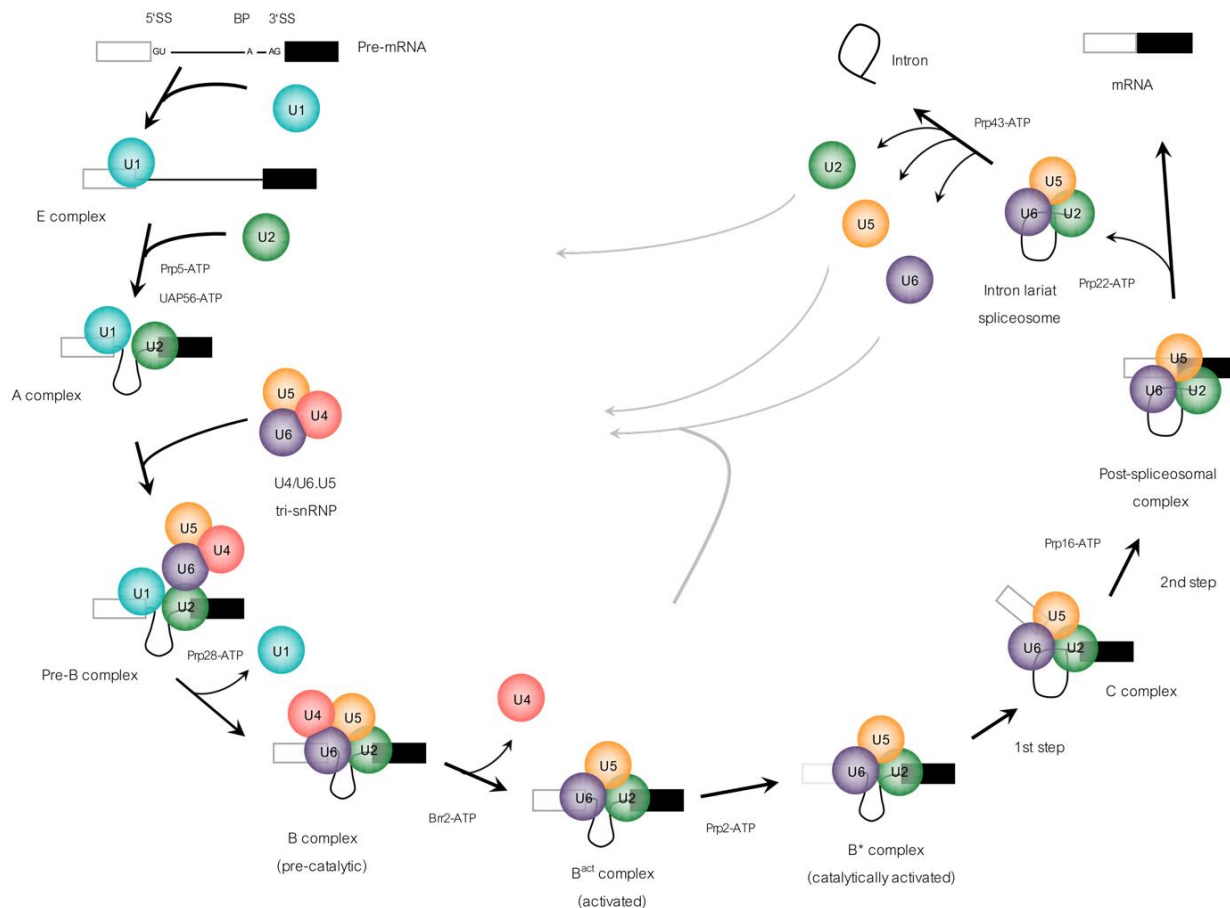 5'SS BP 3'SS
GU A AG
Pre-mRNA
U1
U1
E complex
U2
Prp5-ATP
UAP56-ATP
U1
U2
A complex
U5
U4
U6
U4/U6.U5
tri-snRNP
U5
U4
U6
U1
U2
Pre-B complex
Prp28-ATP
U1
U4
U5
U6
U2
B complex
(pre-catalytic)
U4
Brr2-ATP
U5
U6
U2
Bact complex
(activated)
Prp2-ATP
U5
U6
U2
B* complex
(catalytically activated)
1st step
U5
U6
U2
C complex
Prp16-ATP
2nd step
U5
U6
U2
Post-spliceosomal
complex
Prp22-ATP
mRNA
U5
U6
U2
Intron lariat
spliceosome
Prp43-ATP
Intron
U2
U5
U6